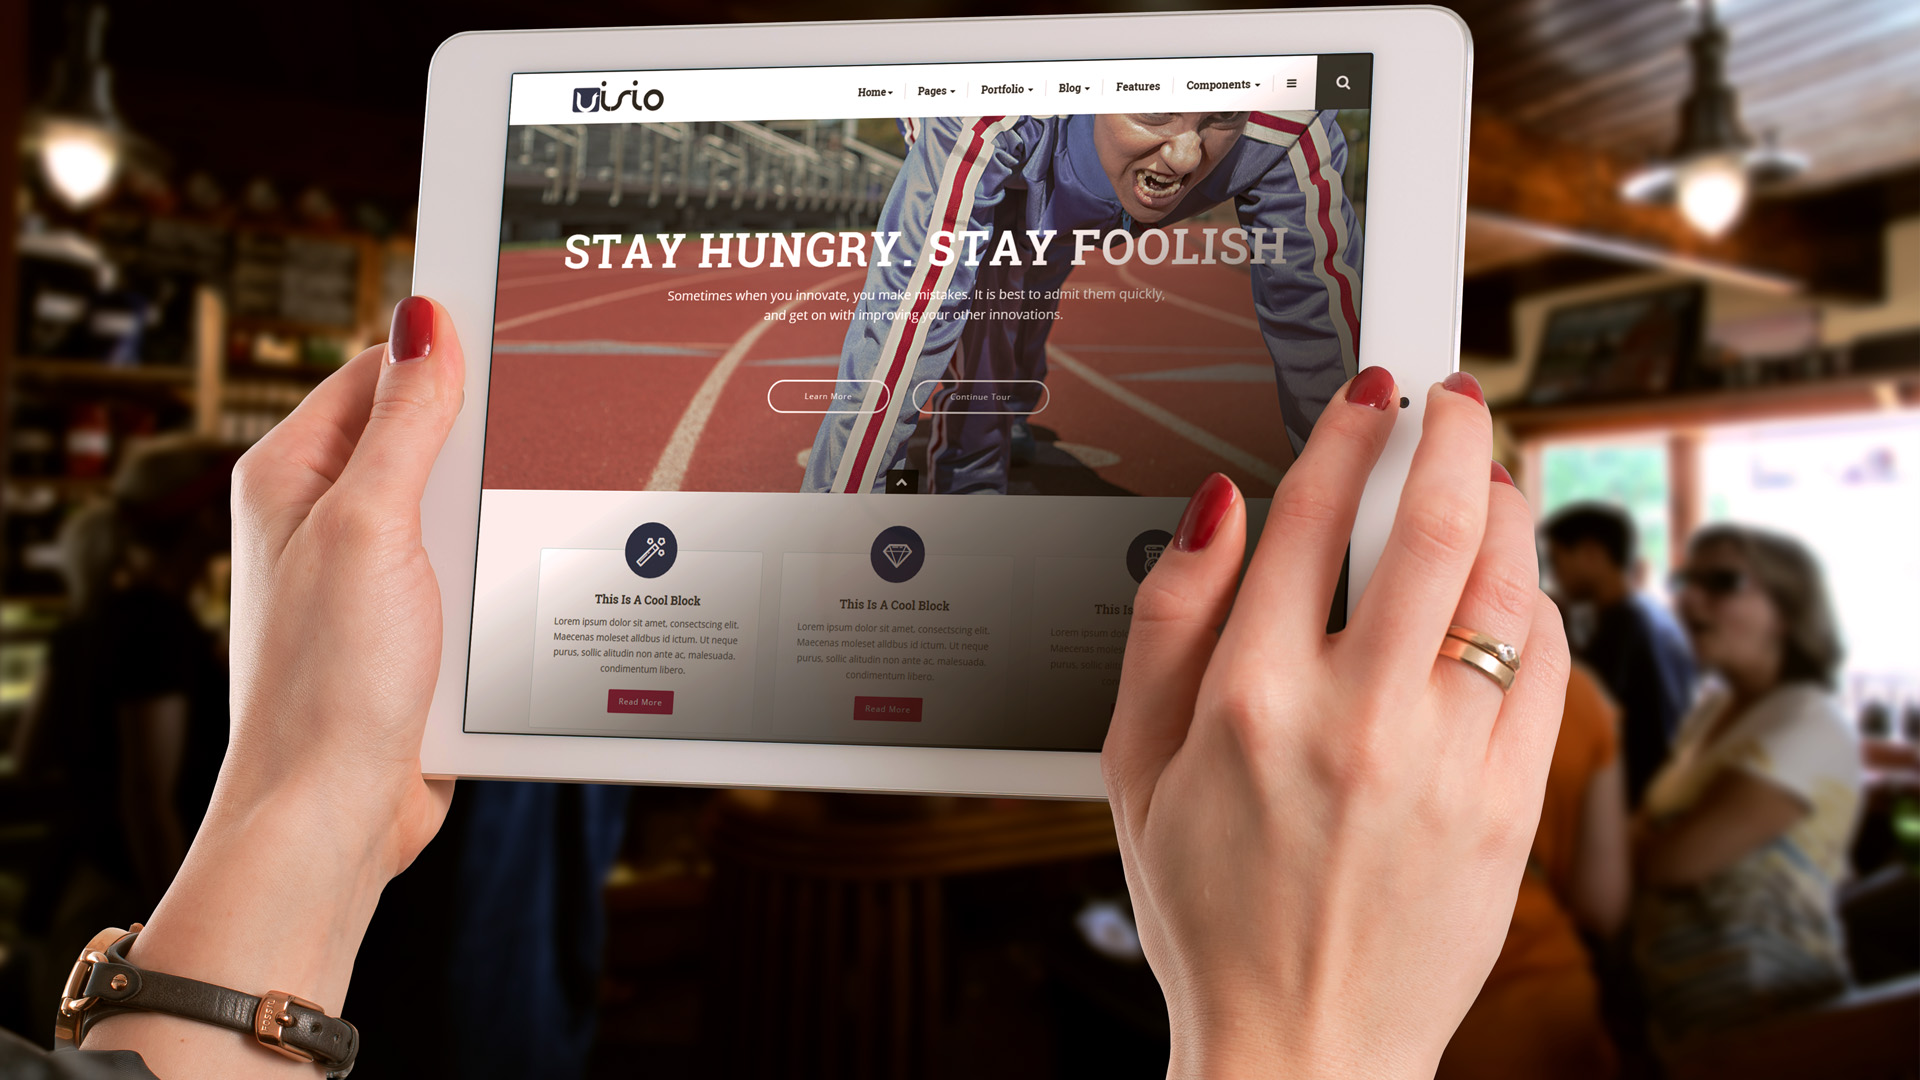 visio
Home Pages Portfolio Blog Features Components
STAY HUNGRY. STAY FOOLISH
Sometimes when you innovate, you make mistakes. It is best to admit them quickly,
and get on with improving your other innovations.
Learn More Continue Tour
This Is A Cool Block
Lorem ipsum dolor sit amet, consectscing elit.
Maecenas moleset alldbus id ictum. Ut neque
purus, sollic alitudin non ante ac, malesuada.
condimentum libero.
Read More
This Is A Cool Block
Lorem ipsum dolor sit amet, consectscing elit.
Maecenas moleset alldbus id ictum. Ut neque
purus, sollic alitudin non ante ac, malesuada.
condimentum libero.
Read More
This Is
Lorem ipsum dolor
Maecenas moles
purus, sollic al
FOSSIL